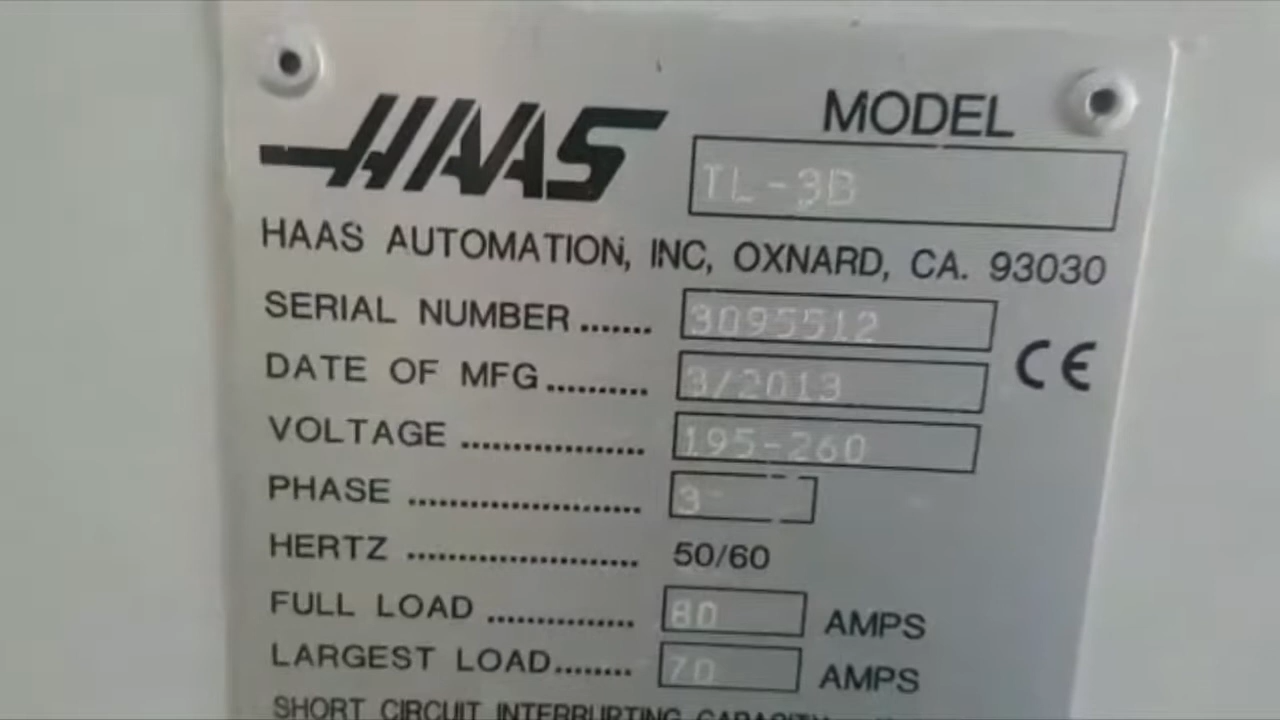 HAAS
MODEL
TL-3B
HAAS AUTOMATION, INC, OXNARD, CA. 93030
SERIAL NUMBER ....... 3095512
CE
DATE OF MFG .......... 3/2013
VOLTAGE .................. 195-260
PHASE ....................... 3
HERTZ ....................... 50/60
FULL LOAD ............... 80 AMPS
LARGEST LOAD ........ 70 AMPS
SHORT CIRCUIT INTERRUPTING CAPACITY